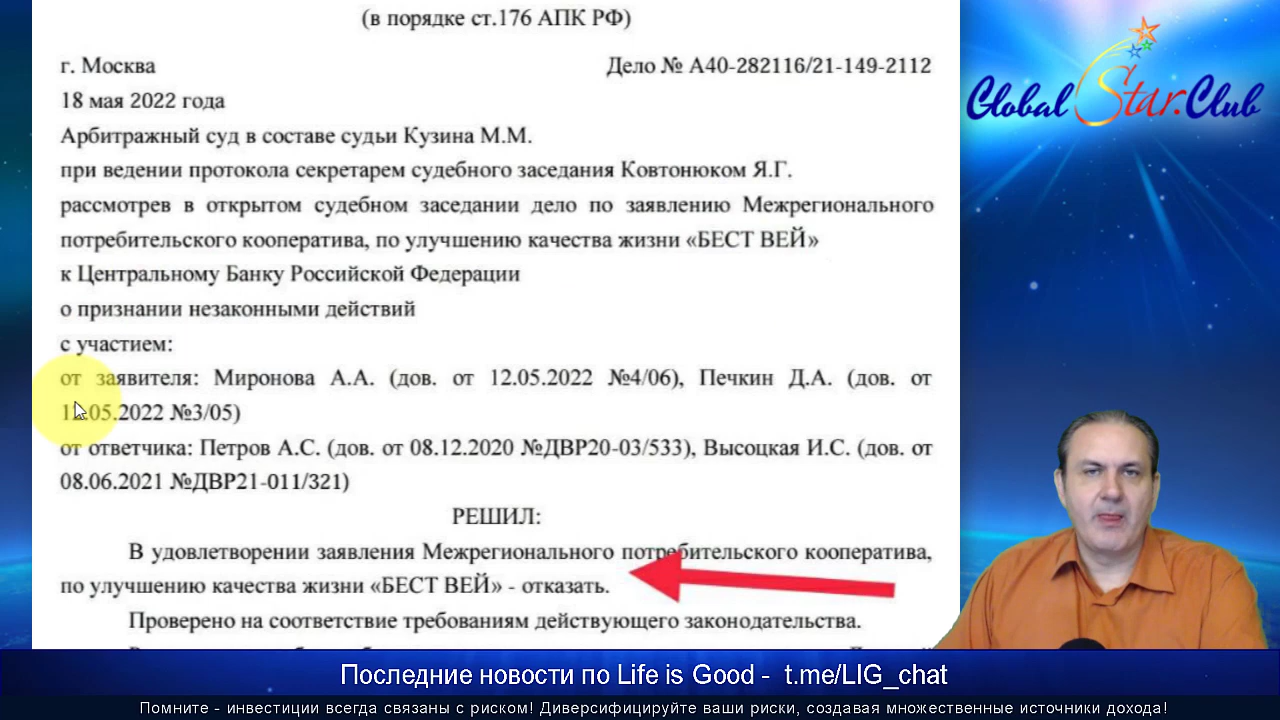 (в порядке ст.176 АПК РФ)
г. Москва Дело № А40-282116/21-149-2112
18 мая 2022 года
Арбитражный суд в составе судьи Кузина М.М.
при ведении протокола секретарем судебного заседания Ковтонюком Я.Г.
рассмотрев в открытом судебном заседании дело по заявлению Межрегионального
потребительского кооператива, по улучшению качества жизни «БЕСТ ВЕЙ»
к Центральному Банку Российской Федерации
о признании незаконными действий
с участием:
от заявителя: Миронова А.А. (дов. от 12.05.2022 №4/06), Печкин Д.А. (дов. от
12.05.2022 №3/05)
от ответчика: Петров А.С. (дов. от 08.12.2020 №ДВР20-03/533), Высоцкая И.С. (дов. от
08.06.2021 №ДВР21-011/321)
РЕШИЛ:
В удовлетворении заявления Межрегионального потребительского кооператива,
по улучшению качества жизни «БЕСТ ВЕЙ» - отказать.
Проверено на соответствие требованиям действующего законодательства.
Global Star.Club
Последние новости по Life is Good - t.me/LIG_chat
Помните - инвестиции всегда связаны с риском! Диверсифицируйте ваши риски, создавая множественные источники дохода!